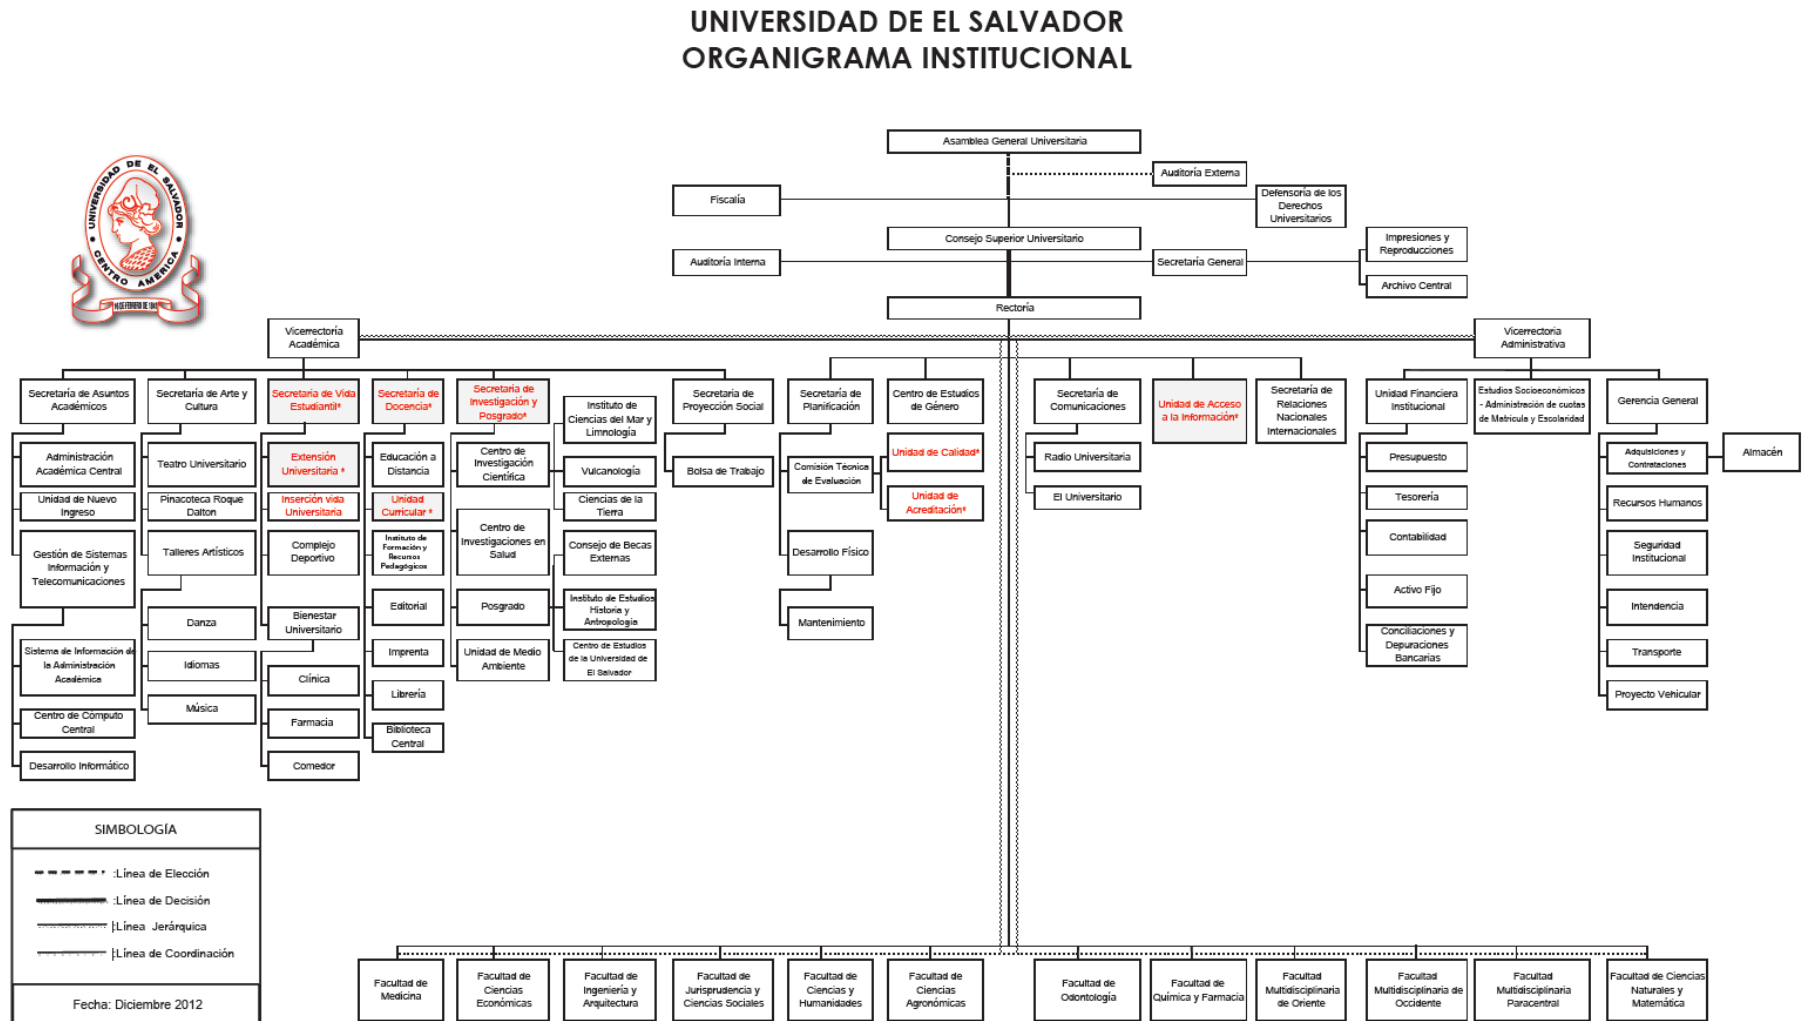 UNIVERSIDAD DE EL SALVADOR
ORGANIGRAMA INSTITUCIONAL
UNIVERSIDAD DE EL SALVADOR
CENTRO AMERICA
Asamblea General Universitaria
Auditoría Externa
Fiscalía
Defensoría de los
Derechos
Universitarios
Consejo Superior Universitario
Impresiones y
Reproducciones
Auditoría Interna
Secretaría General
Archivo Central
Rectoría
Vicerrectoría
Académica
Vicerrectoria
Administrativa
Secretaría de Asuntos
Académicos
Secretaría de Arte y
Cultura
Secretaria de Vida
Estudiantil*
Secretaría de
Docencia*
Secretaría de
Investigación y
Posgrado*
Secretaria de
Proyección Social
Secretaría de
Planificación
Centro de Estudios
de Género
Secretaría de
Comunicaciones
Unidad de Acceso
a la Información*
Secretaría de
Relaciones
Nacionales
Internacionales
Unidad Financiera
Institucional
Estudios Socioeconómicos
- Administración de cuotas
de Matricula y Escolaridad
Gerencia General
Administración
Académica Central
Unidad de Nuevo
Ingreso
Gestión de Sistemas
Información y
Telecomunicaciones
Sistema de Información de
la Administración
Académica
Centro de Cómputo
Central
Desarrollo Informático
Teatro Universitario
Pinacoteca Roque
Dalton
Talleres Artísticos
Danza
Idiomas
Música
Extensión
Universitaria *
Inserción vida
Universitaria
Complejo
Deportivo
Bienestar
Universitario
Clínica
Farmacia
Comedor
Educación a
Distancia
Unidad
Curricular *
Instituto de
Formación y
Recursos
Pedagógicos
Editorial
Imprenta
Librería
Biblioteca
Central
Centro de
Investigación
Científica
Centro de
Investigaciones en
Salud
Posgrado
Unidad de Medio
Ambiente
Instituto de
Ciencias del Mar y
Limnología
Vulcanología
Ciencias de la
Tierra
Consejo de Becas
Externas
Instituto de Estudios
Historia y
Antropología
Centro de Estudios
de la Universidad de
El Salvador
Bolsa de Trabajo
Comisión Técnica
de Evaluación
Desarrollo Físico
Mantenimiento
Unidad de Calidad*
Unidad de
Acreditación*
Radio Universitaria
El Universitario
Presupuesto
Tesorería
Contabilidad
Activo Fijo
Conciliaciones y
Depuraciones
Bancarias
Adquisiciones y
Contrataciones
Almacén
Recursos Humanos
Seguridad
Institucional
Intendencia
Transporte
Proyecto Vehicular
SIMBOLOGÍA
:Línea de Elección
:Línea de Decisión
:Línea Jerárquica
:Línea de Coordinación
Fecha: Diciembre 2012
Facultad de
Medicina
Facultad de
Ciencias
Económicas
Facultad de
Ingeniería y
Arquitectura
Facultad de
Jurisprudencia y
Ciencias Sociales
Facultad de
Ciencias y
Humanidades
Facultad de
Ciencias
Agronómicas
Facultad de
Odontología
Facultad de
Química y Farmacia
Facultad
Multidisciplinaria
de Oriente
Facultad
Multidisciplinaria de
Occidente
Facultad
Multidisciplinaria
Paracentral
Facultad de Ciencias
Naturales y
Matemática